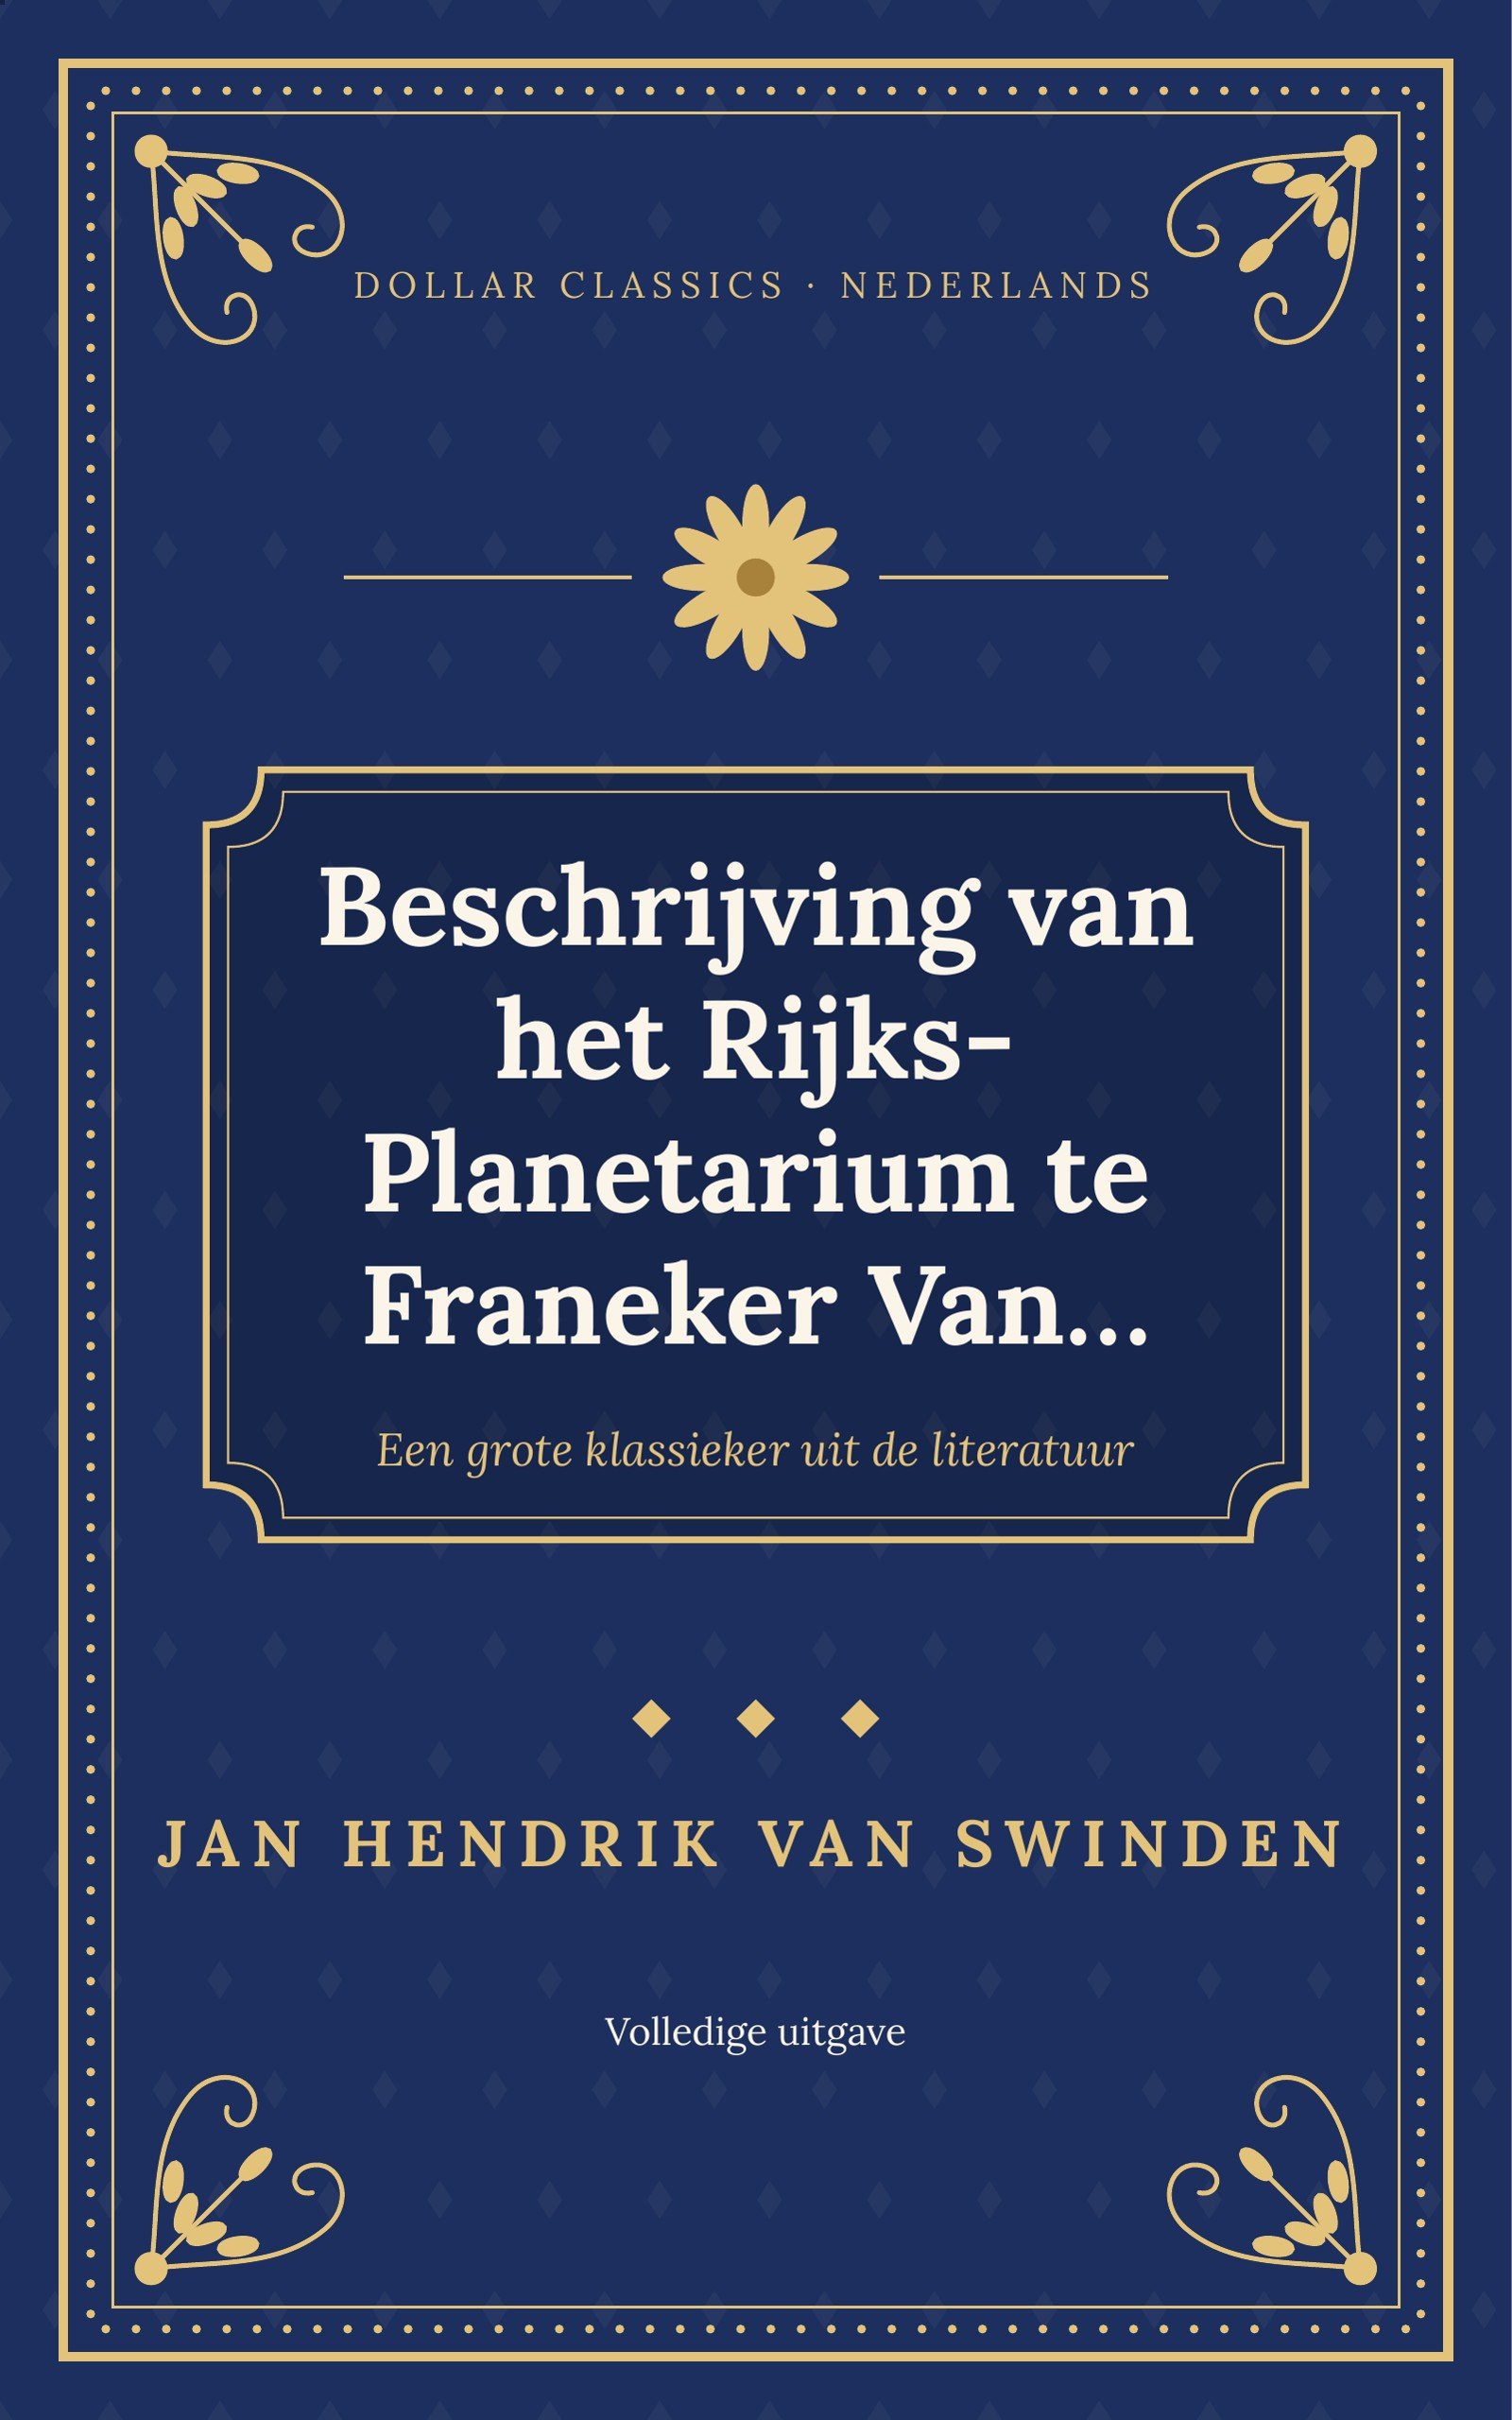 DOLLAR CLASSICS · NEDERLANDS
Beschrijving van
het Rijks-
Planetarium te
Franeker Van...
Een grote klassieker uit de literatuur
JAN HENDRIK VAN SWINDEN
Volledige uitgave